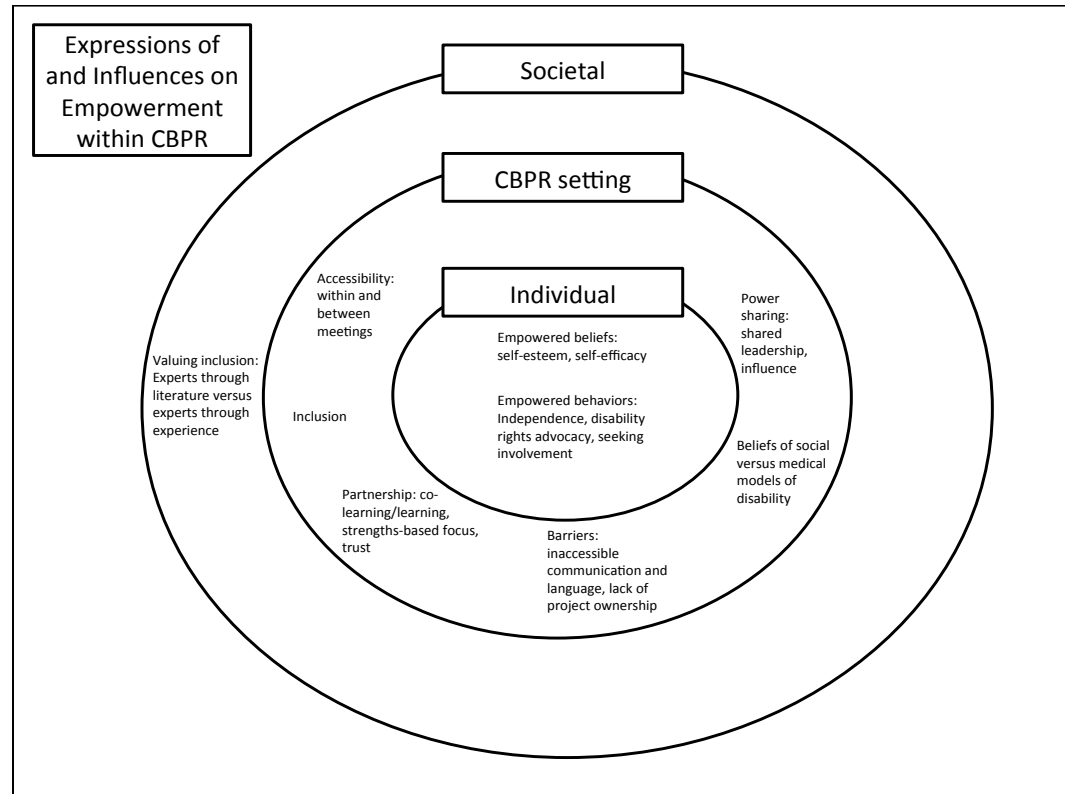 Expressions of
and Influences on
Empowerment
within CBPR
Societal
CBPR setting
Individual
Accessibility:
within and
between
meetings
Empowered beliefs:
self-esteem, self-efficacy
Power
sharing:
shared
leadership,
influence
Valuing inclusion:
Experts through
literature versus
experts through
experience
Inclusion
Empowered behaviors:
Independence, disability
rights advocacy, seeking
involvement
Beliefs of social
versus medical
models of
disability
Partnership: co-
learning/learning,
strengths-based focus,
trust
Barriers:
inaccessible
communication and
language, lack of
project ownership